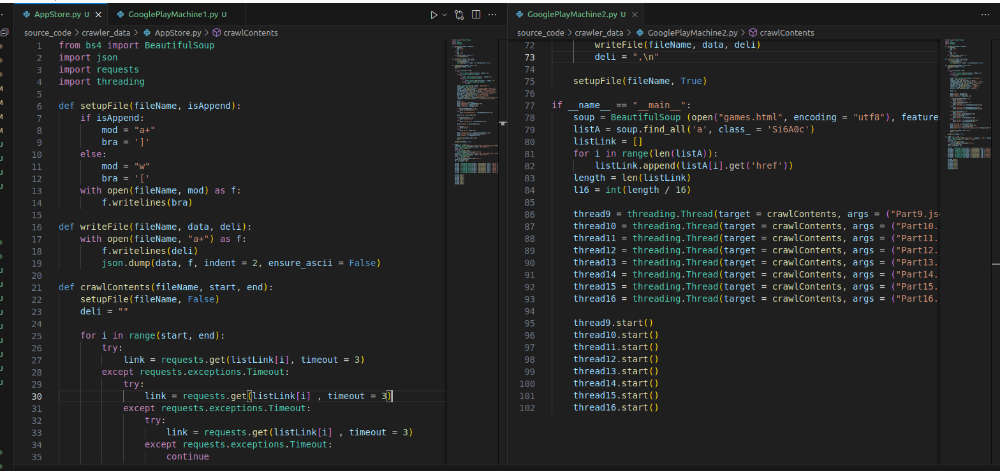 AppStore.py U
GooglePlayMachine1.py U
source_code > crawler_data > AppStore.py > crawlContents
1 from bs4 import BeautifulSoup
2 import json
3 import requests
4 import threading
5
6 def setupFile(fileName, isAppend):
7 if isAppend:
8 mod = "a+"
9 bra = ']'
10 else:
11 mod = "w"
12 bra = '['
13 with open(fileName, mod) as f:
14 f.writelines(bra)
15
16 def writeFile(fileName, data, deli):
17 with open(fileName, "a+") as f:
18 f.writelines(deli)
19 json.dump(data, f, indent = 2, ensure_ascii = False)
20
21 def crawlContents(fileName, start, end):
22 setupFile(fileName, False)
23 deli = ""
24
25 for i in range(start, end):
26 try:
27 link = requests.get(listLink[i], timeout = 3)
28 except requests.exceptions.Timeout:
29 try:
30 link = requests.get(listLink[i] , timeout = 3)
31 except requests.exceptions.Timeout:
32 try:
33 link = requests.get(listLink[i] , timeout = 3)
34 except requests.exceptions.Timeout:
35 continue
GooglePlayMachine2.py U
source_code > crawler_data > GooglePlayMachine2.py > crawlContents
72 writeFile(fileName, data, deli)
73 deli = ",\n"
74
75 setupFile(fileName, True)
76
77 if __name__ == "__main__":
78 soup = BeautifulSoup (open("games.html", encoding = "utf8"), feature
79 listA = soup.find_all('a', class_ = 'Si6A0c')
80 listLink = []
81 for i in range(len(listA)):
82 listLink.append(listA[i].get('href'))
83 length = len(listLink)
84 l16 = int(length / 16)
85
86 thread9 = threading.Thread(target = crawlContents, args = ("Part9.js
87 thread10 = threading.Thread(target = crawlContents, args = ("Part10.
88 thread11 = threading.Thread(target = crawlContents, args = ("Part11.
89 thread12 = threading.Thread(target = crawlContents, args = ("Part12.
90 thread13 = threading.Thread(target = crawlContents, args = ("Part13.
91 thread14 = threading.Thread(target = crawlContents, args = ("Part14.
92 thread15 = threading.Thread(target = crawlContents, args = ("Part15.
93 thread16 = threading.Thread(target = crawlContents, args = ("Part16.
94
95 thread9.start()
96 thread10.start()
97 thread11.start()
98 thread12.start()
99 thread13.start()
100 thread14.start()
101 thread15.start()
102 thread16.start()